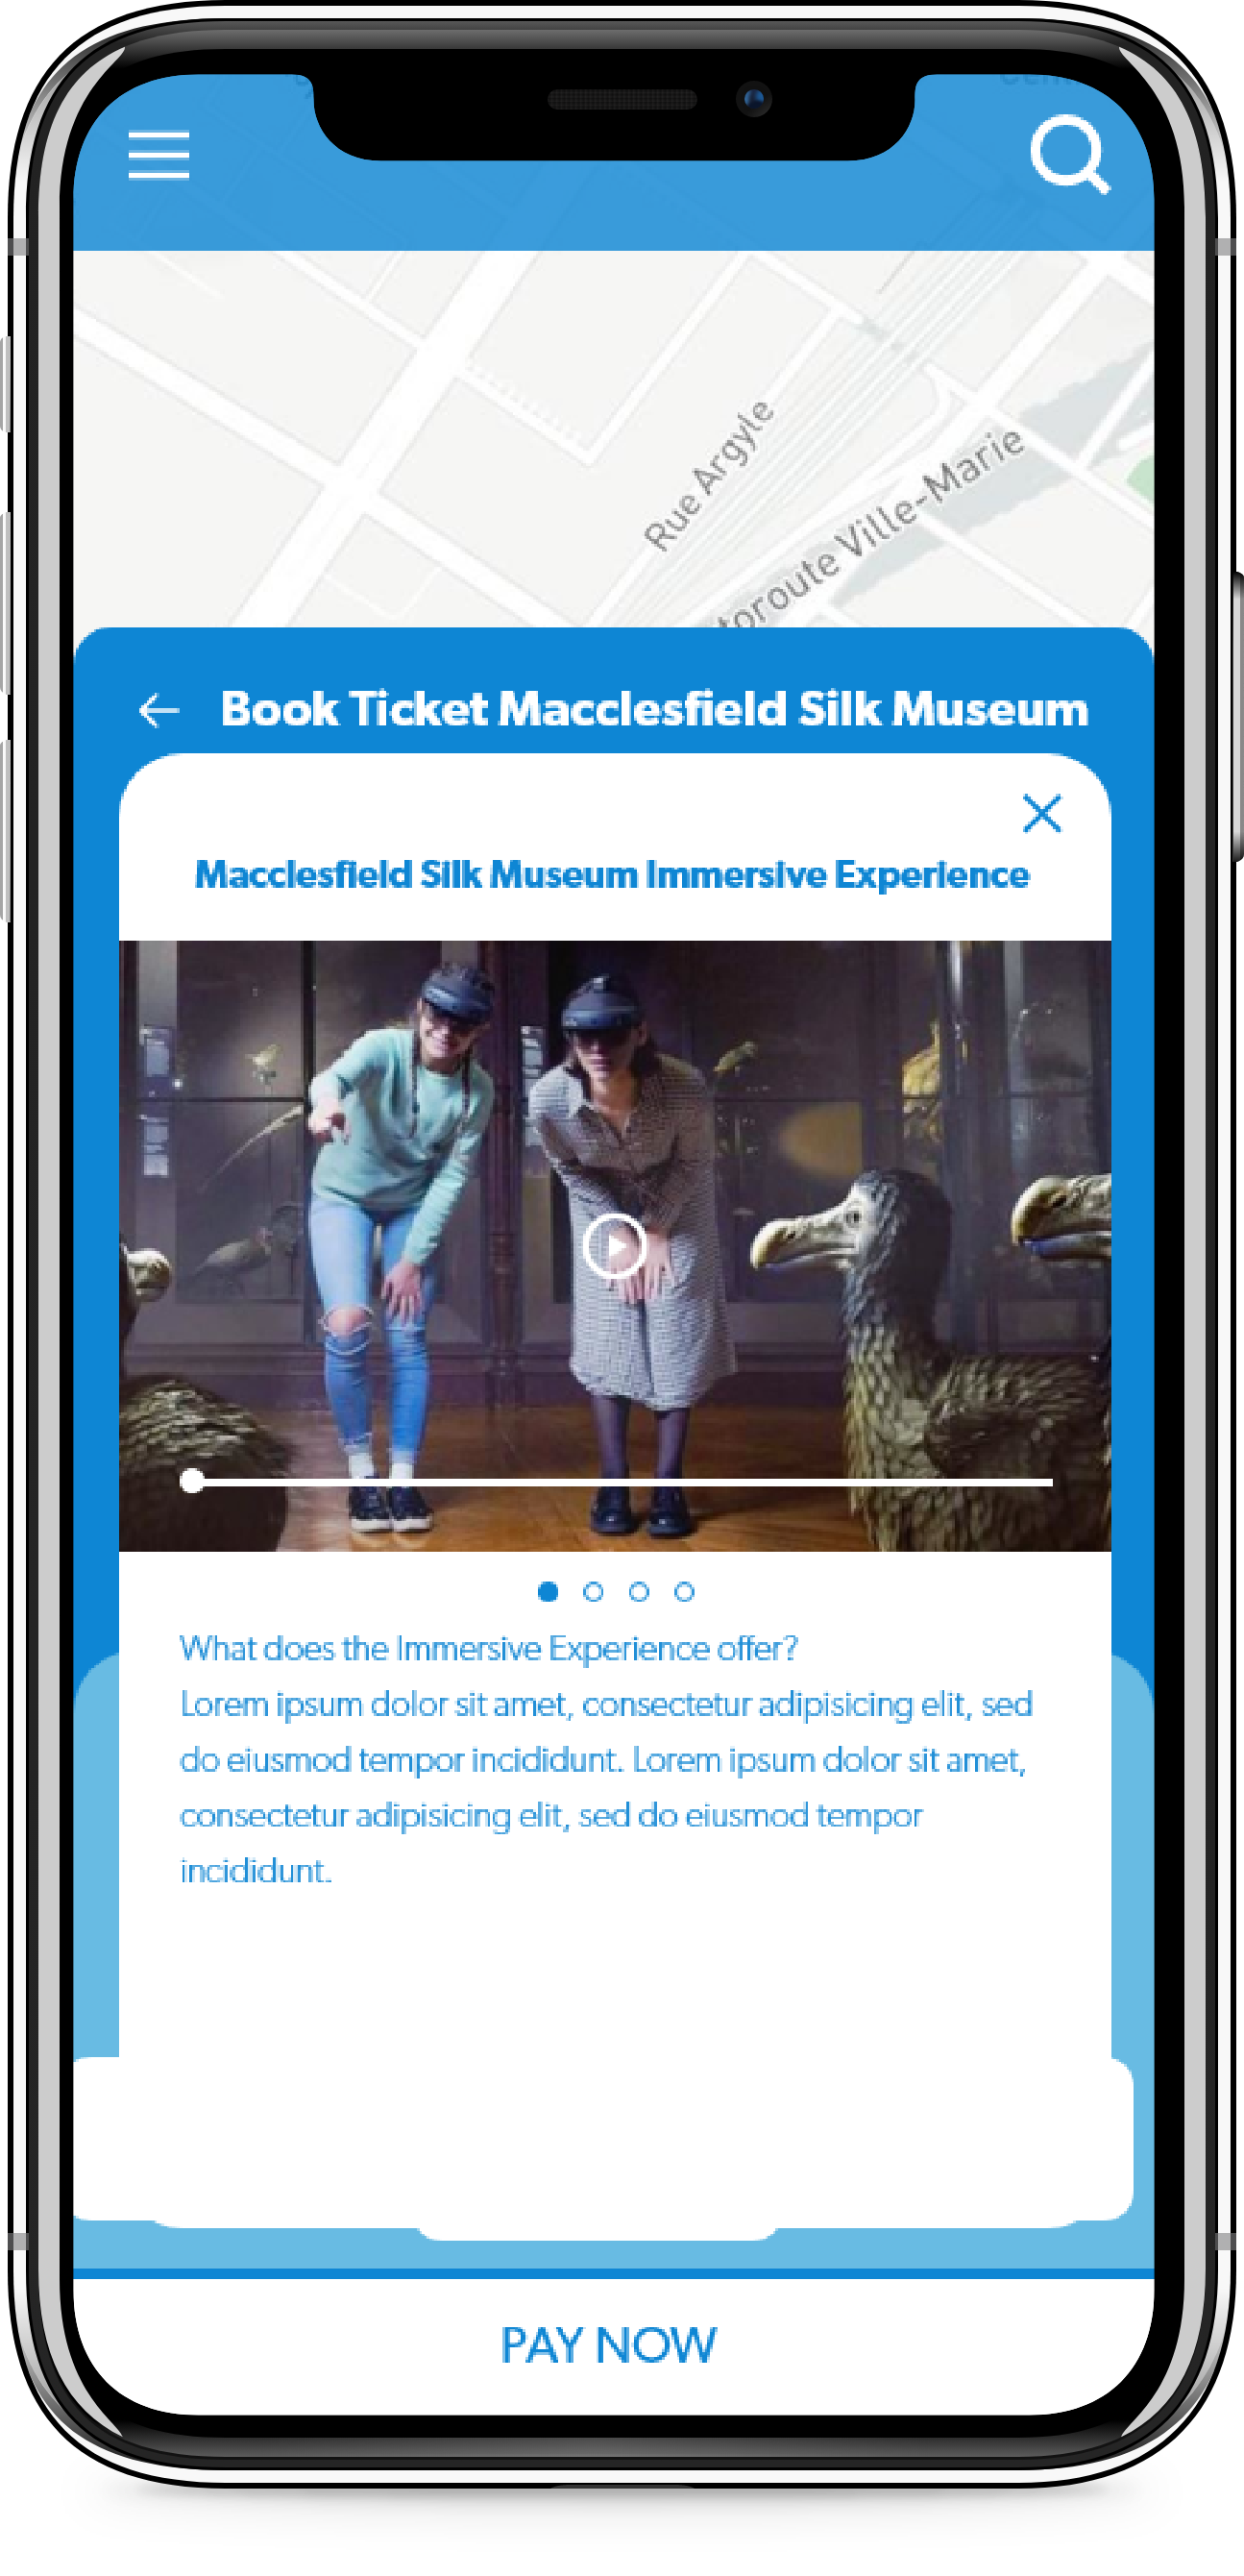 Rue Argyle
Ville-Marie
Book Ticket Macclesfield Silk Museum
Macclesfield Silk Museum Immersive Experience
What does the Immersive Experience offer?
Lorem ipsum dolor sit amet, consectetur adipisicing elit, sed
do eiusmod tempor incididunt. Lorem ipsum dolor sit amet,
consectetur adipisicing elit, sed do eiusmod tempor
incididunt.
PAY NOW